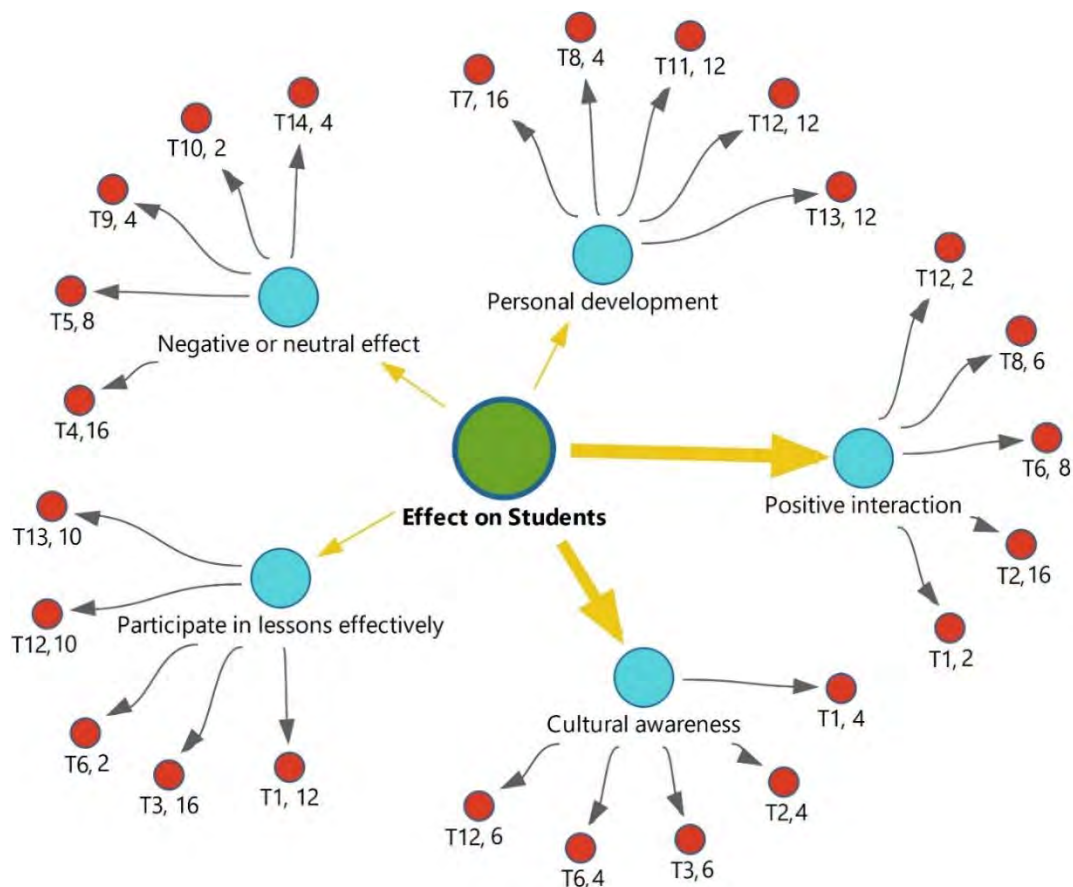 T8, 4
T11, 12
T7, 16
T12, 12
T13, 12
Personal development
T14, 4
T10, 2
T9, 4
T5, 8
T4,16
Negative or neutral effect
T12, 2
T8, 6
T6, 8
T2, 16
T1, 2
Positive interaction
Effect on Students
T13, 10
T12,10
T6, 2
T3, 16
T1, 12
Participate in lessons effectively
Cultural awareness
T1, 4
T2,4
T3,6
T6,4
T12,6